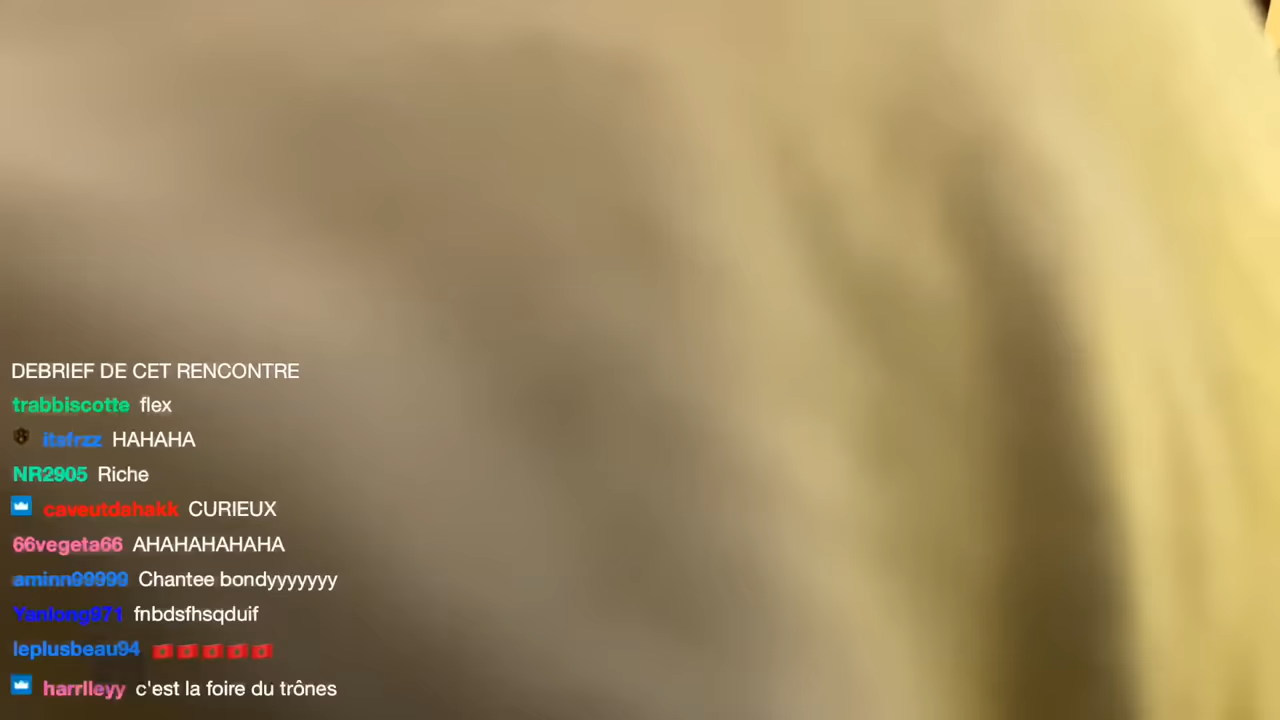 DEBRIEF DE CET RENCONTRE
trabbiscotte flex
itsfrzz HAHAHA
NR2905 Riche
caveutdahakk CURIEUX
66vegeta66 AHAHAHAHAHA
aminn99999 Chantee bondyyyyyyy
Yanlong971 fnbdsfhsqduif
leplusbeau94 🇲🇦🇲🇦🇲🇦🇲🇦🇲🇦
harrlleyy c'est la foire du trônes